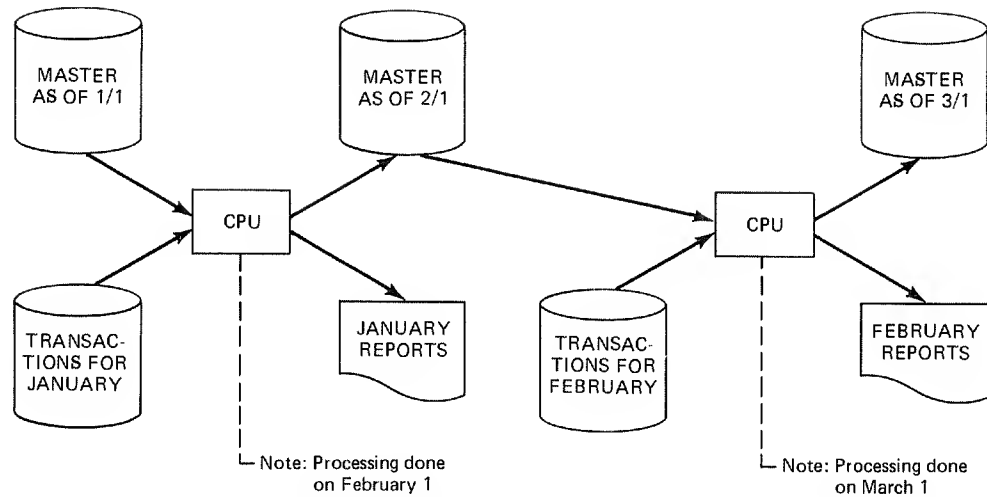 MASTER
AS OF 1/1
MASTER
AS OF 2/1
MASTER
AS OF 3/1
CPU
CPU
TRANSAC-
TIONS FOR
JANUARY
JANUARY
REPORTS
TRANSAC-
TIONS FOR
FEBRUARY
FEBRUARY
REPORTS
Note: Processing done
on February 1
Note: Processing done
on March 1